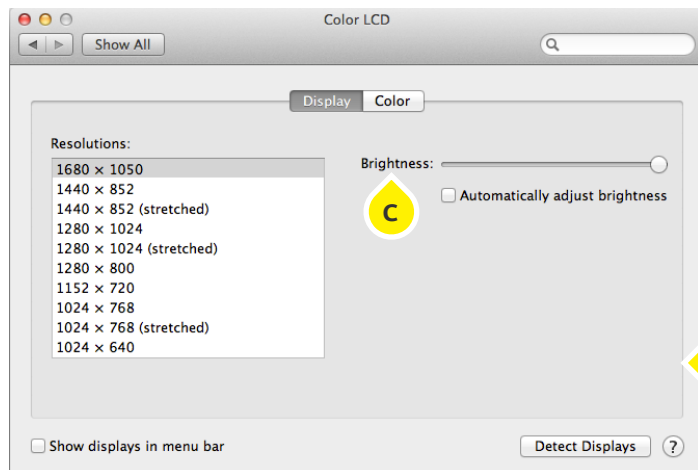 Color LCD
Show All
Display Color
Resolutions:
1680 × 1050
1440 × 852
1440 × 852 (stretched)
1280 × 1024
1280 × 1024 (stretched)
1280 × 800
1152 × 720
1024 × 768
1024 × 768 (stretched)
1024 × 640
Brightness:
Automatically adjust brightness
C
Show displays in menu bar
Detect Displays ?